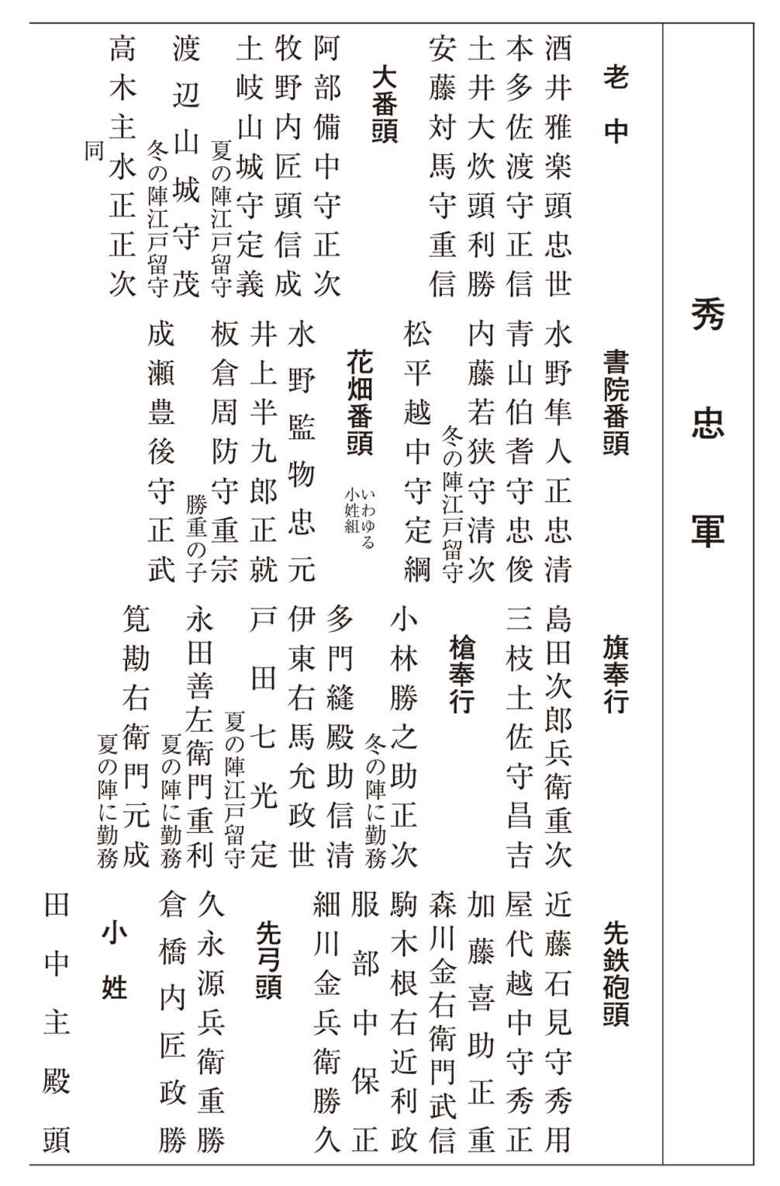 秀忠軍
老中
酒井雅楽頭忠世
本多佐渡守正信
土井大炊頭利勝
安藤対馬守重信
大番頭
阿部備中守正次
牧野内匠頭信成
土岐山城守定義
夏の陣江戸留守
渡辺山城守茂
冬の陣江戸留守
高木主水正正次
同
書院番頭
水野隼人正忠清
青山伯耆守忠俊
内藤若狭守清次
冬の陣江戸留守
松平越中守定綱
花畑番頭
いわゆる
小姓組
水野監物忠元
井上半九郎正就
板倉周防守重宗
勝重の子
成瀬豊後守正武
旗奉行
島田次郎兵衛重次
三枝土佐守昌吉
槍奉行
小林勝之助正次
冬の陣に勤務
多門縫殿助信清
伊東右馬允政世
戸田七光定
夏の陣江戸留守
永田善左衛門重利
夏の陣に勤務
筧勘右衛門元成
夏の陣に勤務
先鉄砲頭
近藤石見守秀用
屋代越中守秀正
加藤喜助正重
森川金右衛門武信
駒木根右近利政
服部中保正
細川金兵衛勝久
先弓頭
久永源兵衛重勝
倉橋内匠政勝
小姓
田中主殿頭